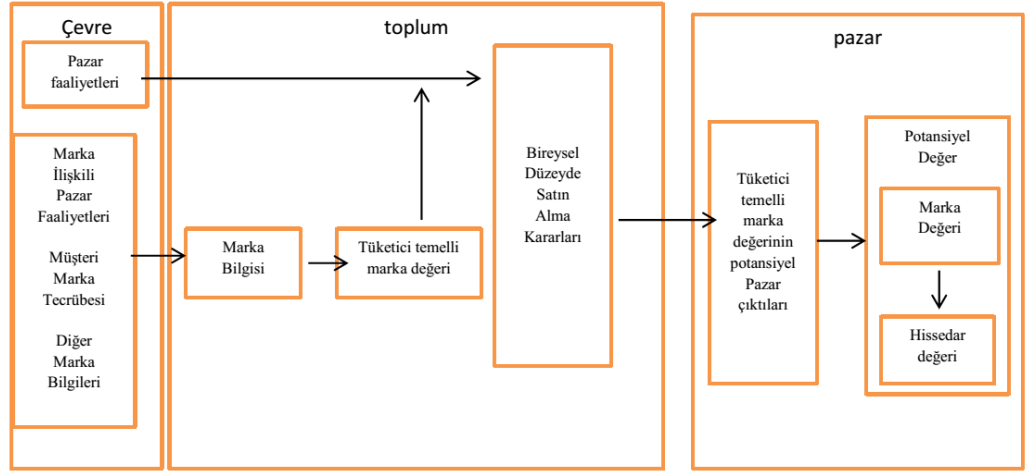 Çevre
Pazar
faaliyetleri
Marka
İlişkili
Pazar
Faaliyetleri
Müşteri
Marka
Tecrübesi
Diğer
Marka
Bilgileri
toplum
Marka
Bilgisi
Tüketici temelli
marka değeri
Bireysel
Düzeyde
Satın
Alma
Kararları
pazar
Tüketici
temelli
marka
değerinin
potansiyel
Pazar
çıktıları
Potansiyel
Değer
Marka
Değeri
Hissedar
değeri